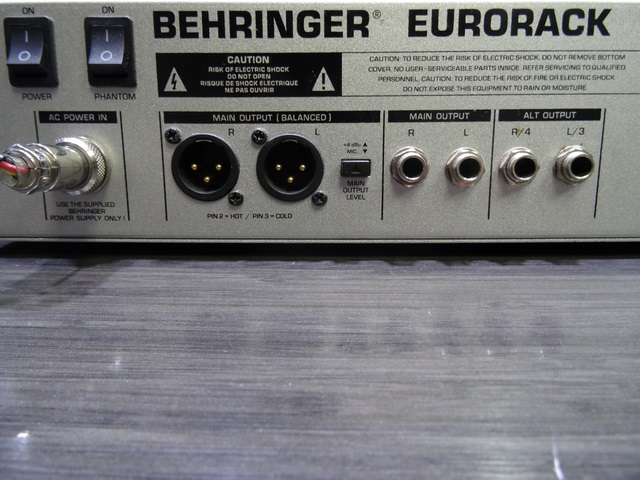 ON
ON
BEHRINGER® EURORACK
POWER
PHANTOM
CAUTION
RISK OF ELECTRIC SHOCK
DO NOT OPEN
RISQUE DE SHOCK ELECTRIQUE
NE PAS OUVRIR
CAUTION: TO REDUCE THE RISK OF ELECTRIC SHOCK, DO NOT REMOVE BOTTOM
COVER, NO USER-SERVICEABLE PARTS INSIDE. REFER SERVICING TO QUALIFIED
PERSONNEL. CAUTION: TO REDUCE THE RISK OF FIRE OR ELECTRIC SHOCK
DO NOT EXPOSE THIS EQUIPMENT TO RAIN OR MOISTURE.
AC POWER IN
MAIN OUTPUT (BALANCED)
MAIN OUTPUT
ALT OUTPUT
R
L
R
L
R/4
L/3
+4 dBu
MIC.
MAIN
OUTPUT
LEVEL
USE THE SUPPLIED
BEHRINGER
POWER SUPPLY ONLY!
PIN 2 = HOT / PIN 3 = COLD